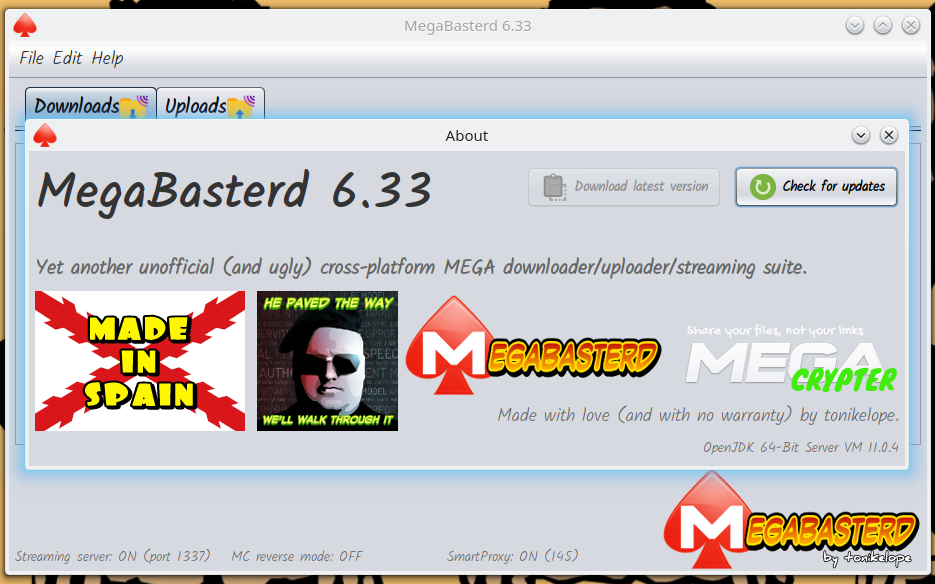 MegaBasterd 6.33
File Edit Help
Downloads Uploads
About
MegaBasterd 6.33
Download latest version
Check for updates
Yet another unofficial (and ugly) cross-platform MEGA downloader/uploader/streaming suite.
MADE
IN
SPAIN
HE PAVED THE WAY
WE'LL WALK THROUGH IT
MEGABASTERD
Share your files, not your links
MEGA
CRYPTER
Made with love (and with no warranty) by tonikelope.
OpenJDK 64-Bit Server VM 11.0.4
MEGABASTERD
by tonikelope
Streaming server: ON (port 1337) MC reverse mode: OFF SmartProxy: ON (145)